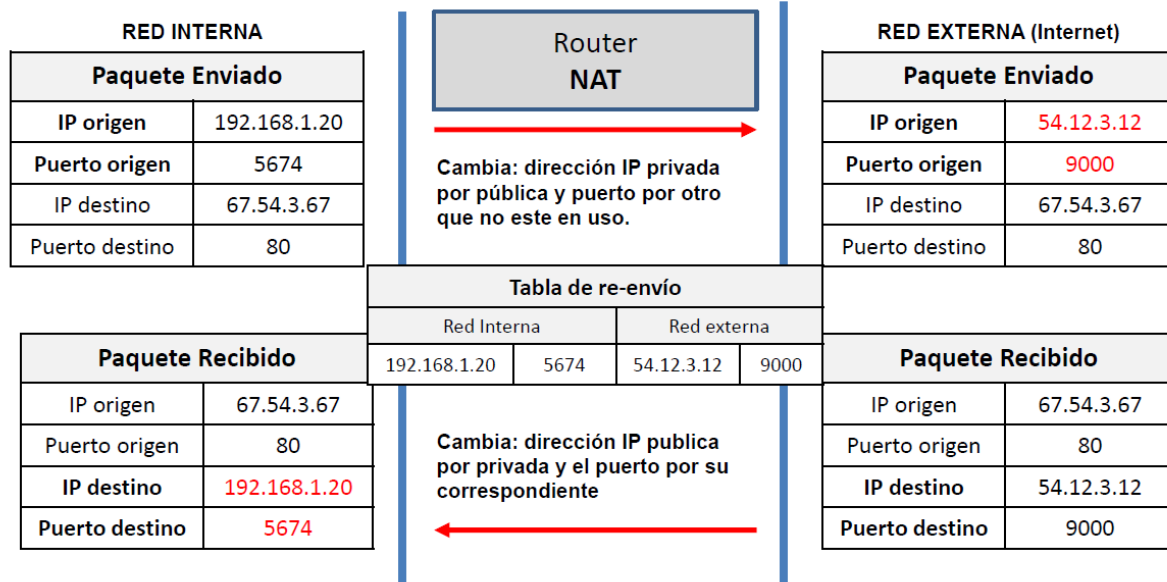 RED INTERNA
Paquete Enviado
IP origen 192.168.1.20
Puerto origen 5674
IP destino 67.54.3.67
Puerto destino 80
Router
NAT
Cambia: dirección IP privada
por pública y puerto por otro
que no este en uso.
RED EXTERNA (Internet)
Paquete Enviado
IP origen 54.12.3.12
Puerto origen 9000
IP destino 67.54.3.67
Puerto destino 80
Tabla de re-envío
Red Interna Red externa
192.168.1.20 5674 54.12.3.12 9000
Paquete Recibido
IP origen 67.54.3.67
Puerto origen 80
IP destino 192.168.1.20
Puerto destino 5674
Cambia: dirección IP publica
por privada y el puerto por su
correspondiente
Paquete Recibido
IP origen 67.54.3.67
Puerto origen 80
IP destino 54.12.3.12
Puerto destino 9000